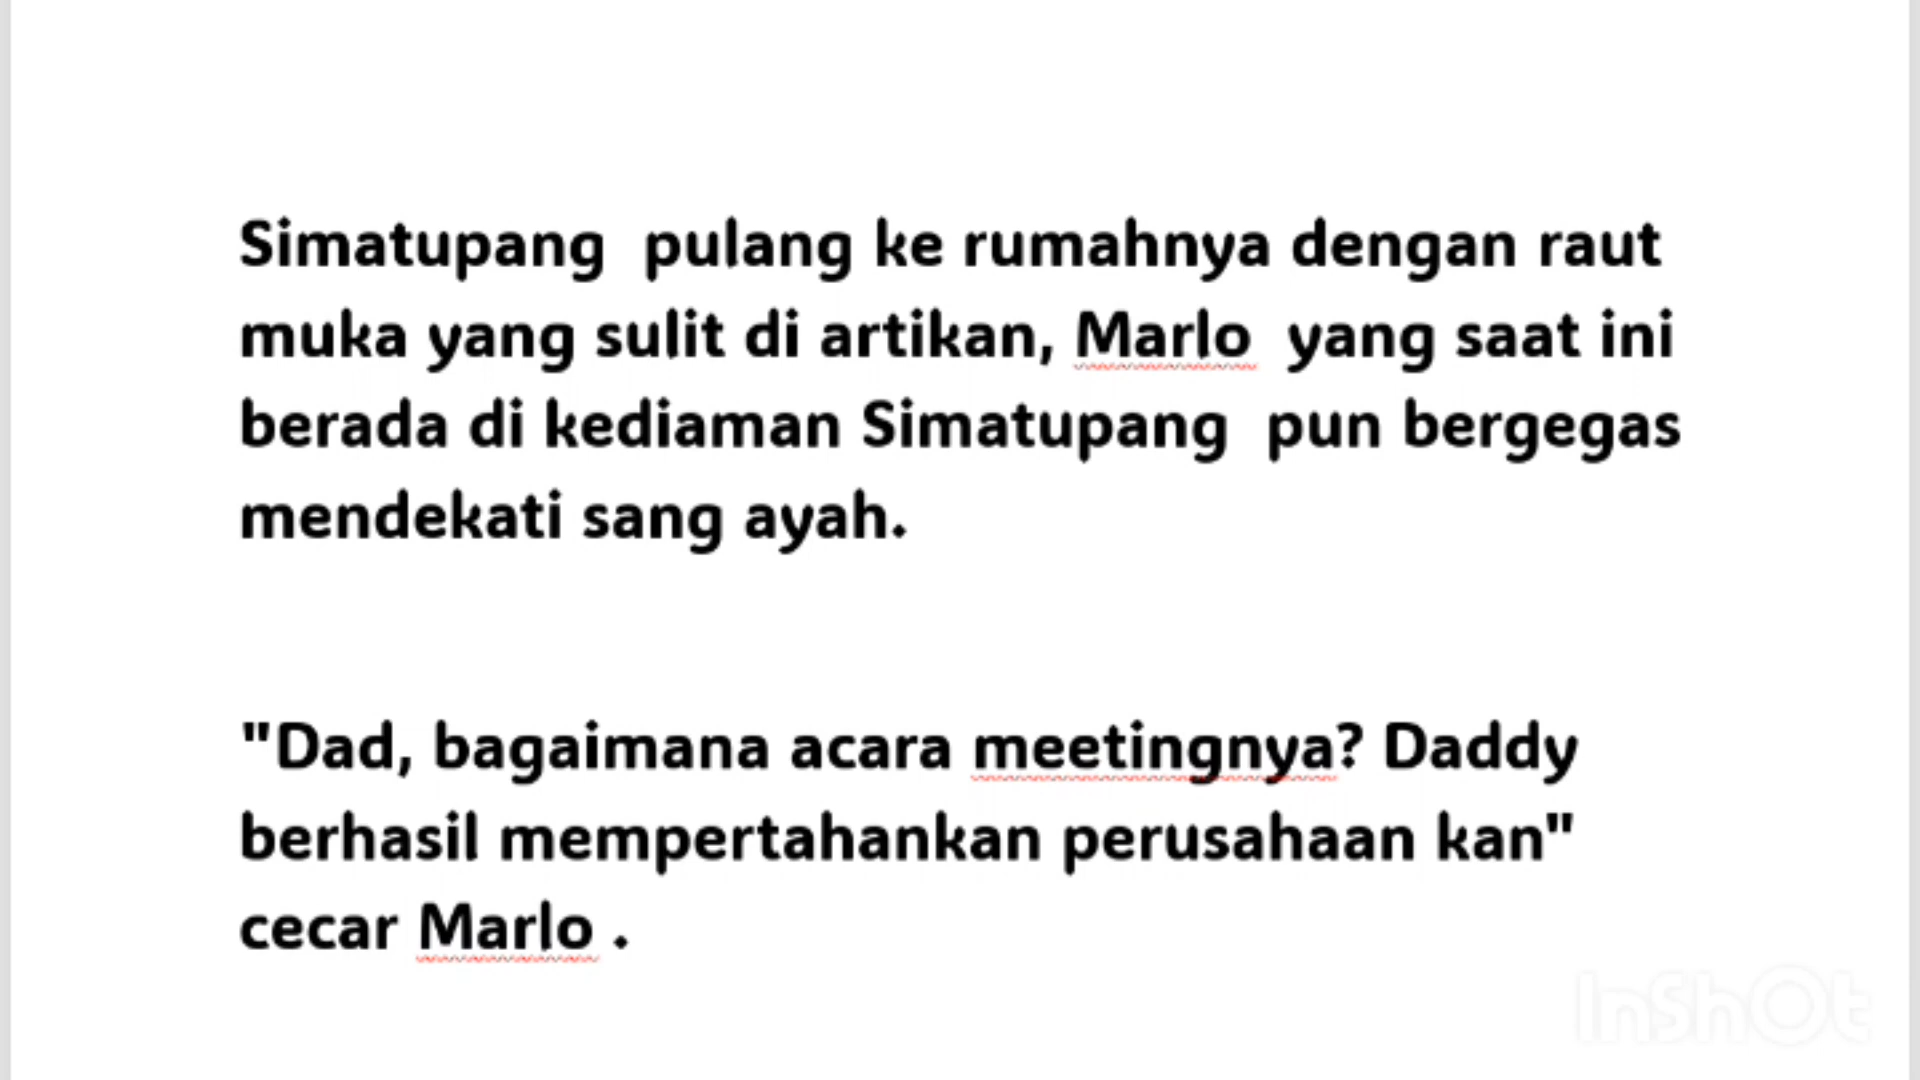 Simatupang  pulang ke rumahnya dengan raut
muka yang sulit di artikan, Marlo  yang saat ini
berada di kediaman Simatupang  pun bergegas
mendekati sang ayah.
"Dad, bagaimana acara meetingnya? Daddy
berhasil mempertahankan perusahaan kan"
cecar Marlo .
InShOt